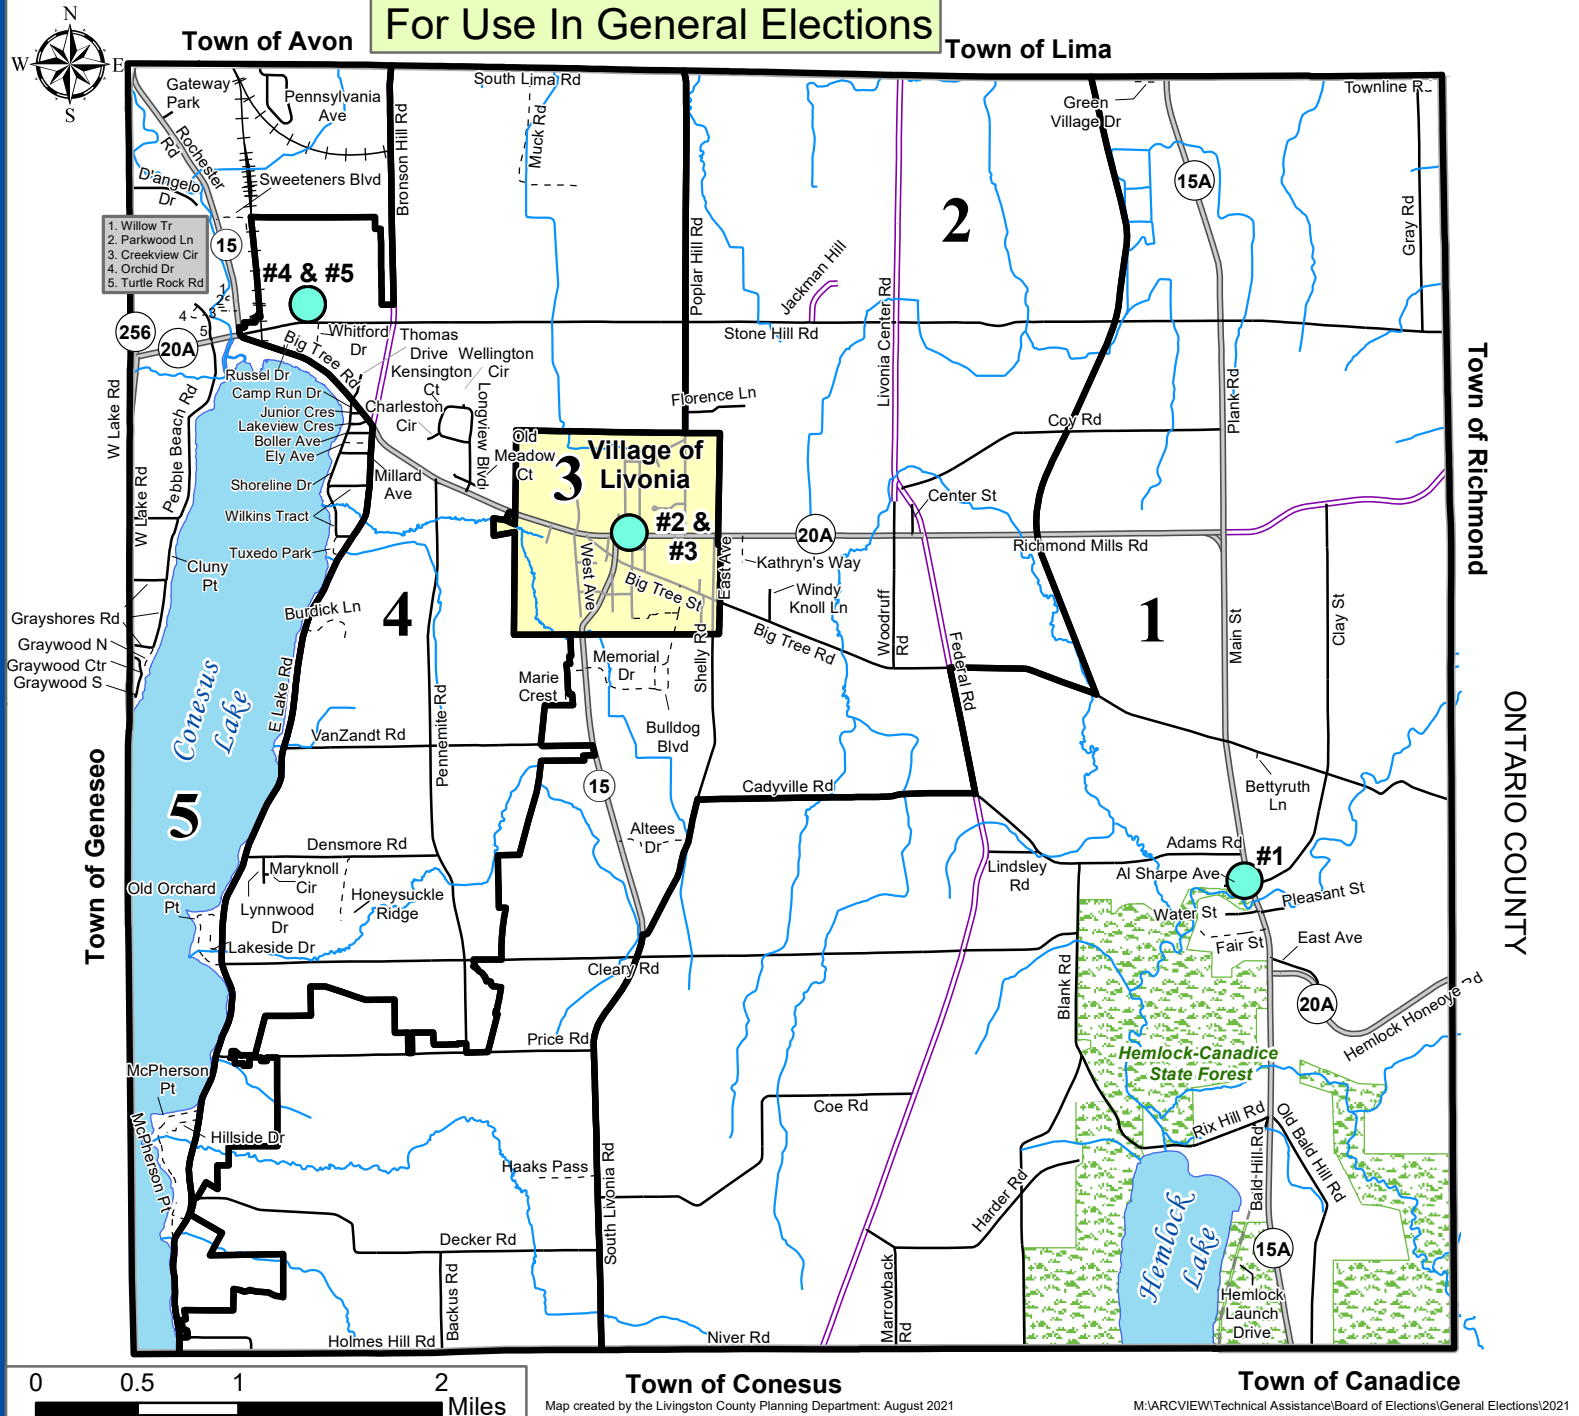 For Use In General Elections
N
W
E
S
Town of Avon
Town of Lima
Gateway
Park
Pennsylvania
Ave
South Lima Rd
Muck Rd
Bronson Hill Rd
Rochester
Rd
Sweeteners Blvd
D'angelo
Dr
Green
Village Dr
Townline R
15A
Gray Rd
2
1. Willow Tr
2. Parkwood Ln
3. Creekview Cir
4. Orchid Dr
5. Turtle Rock Rd
15
#4 & #5
1
2
3
4
5
Poplar Hill Rd
Jackman Hill
Livonia Center Rd
Stone Hill Rd
256
20A
Big Tree Rd
Whitford
Dr
Thomas
Drive
Kensington
Ct
Wellington
Cir
Charleston
Cir
Longview Blvd
Russel Dr
Camp Run Dr
Junior Cres
Lakeview Cres
Boller Ave
Ely Ave
Shoreline Dr
Wilkins Tract
Tuxedo Park
Millard
Ave
W Lake Rd
Pebble Beach Rd
W Lake Rd
Florence Ln
Coy Rd
Plank Rd
Town of Richmond
Old
Meadow
Ct
3
Village of
Livonia
#2 &
#3
West Ave
Big Tree St
East Ave
20A
Center St
Richmond Mills Rd
Kathryn's Way
Windy
Knoll Ln
Woodruff
Rd
Big Tree Rd
Federal Rd
1
Main St
Clay St
Cluny
Pt
Grayshores Rd
Graywood N
Graywood Ctr
Graywood S
Burdick Ln
4
Conesus
Lake
E Lake Rd
Pennemite Rd
VanZandt Rd
Marie
Crest
Memorial
Dr
Shelly Rd
Bulldog
Blvd
15
Cadyville Rd
Bettyruth
Ln
ONTARIO COUNTY
Town of Geneseo
5
Densmore Rd
Altees
Dr
Maryknoll
Cir
Honeysuckle
Ridge
Lynnwood
Dr
Old Orchard
Pt
Lakeside Dr
Lindsley
Rd
Adams Rd
#1
Al Sharpe Ave
Water St
Pleasant St
Fair St
East Ave
20A
Hemlock Honeoye Rd
Blank Rd
Cleary Rd
Price Rd
Hemlock-Canadice
State Forest
McPherson
Pt
McPherson Pt
Hillside Dr
Haaks Pass
South Livonia Rd
Coe Rd
Rix Hill Rd
Bald Hill Rd
Old Bald Hill Rd
Harder Rd
Hemlock
Lake
15A
Hemlock
Launch
Drive
Decker Rd
Backus Rd
Holmes Hill Rd
Niver Rd
Marrowback
Rd
0
0.5
1
2
Miles
Town of Conesus
Town of Canadice
Map created by the Livingston County Planning Department: August 2021
M:\ARCVIEW\Technical Assistance\Board of Elections\General Elections\2021